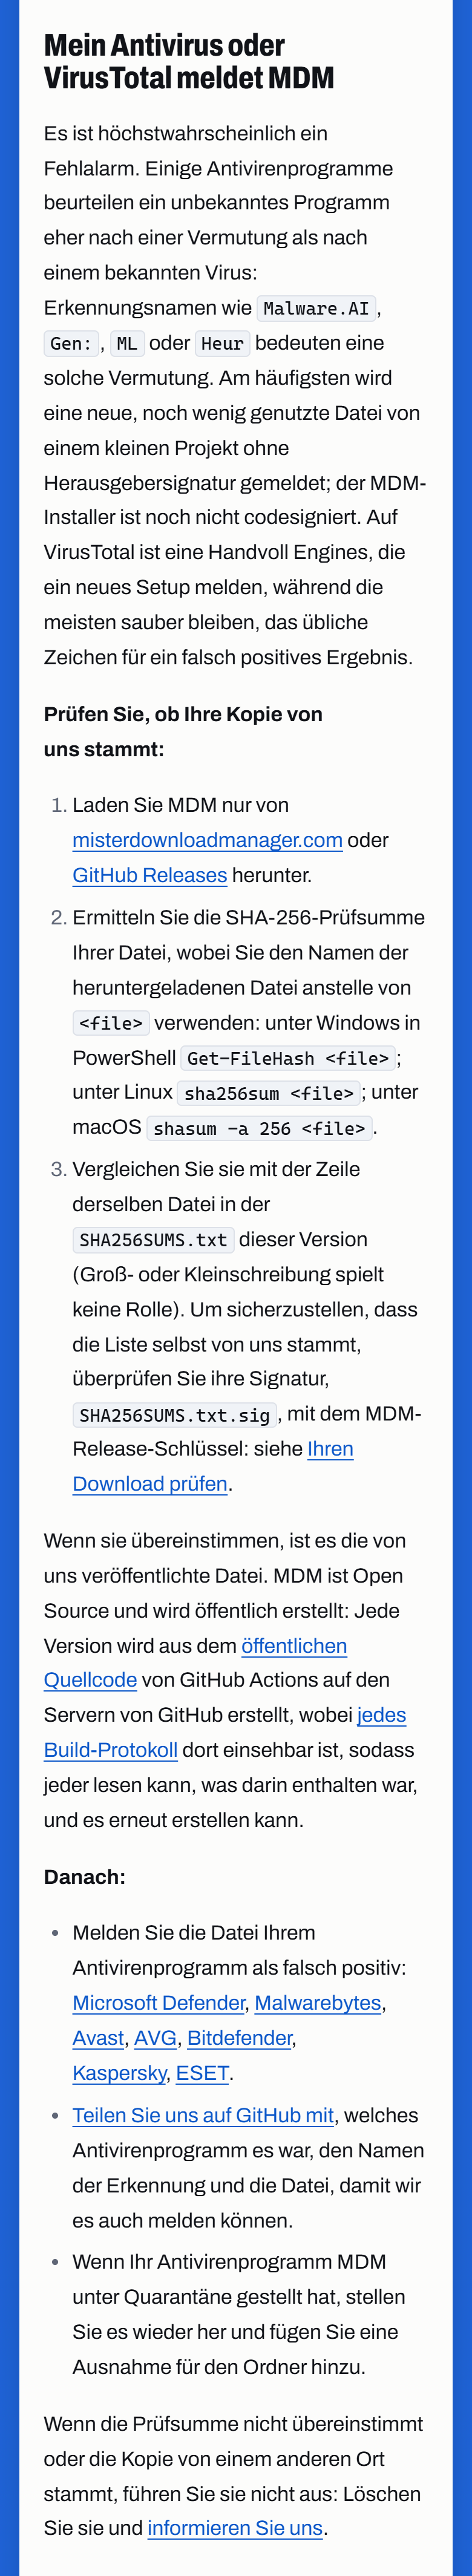 Mein Antivirus oder
VirusTotal meldet MDM
Es ist höchstwahrscheinlich ein
Fehlalarm. Einige Antivirenprogramme
beurteilen ein unbekanntes Programm
eher nach einer Vermutung als nach
einem bekannten Virus:
Erkennungsnamen wie Malware.AI,
Gen:, ML oder Heur bedeuten eine
solche Vermutung. Am häufigsten wird
eine neue, noch wenig genutzte Datei von
einem kleinen Projekt ohne
Herausgebersignatur gemeldet; der MDM-
Installer ist noch nicht codesigniert. Auf
VirusTotal ist eine Handvoll Engines, die
ein neues Setup melden, während die
meisten sauber bleiben, das übliche
Zeichen für ein falsch positives Ergebnis.
Prüfen Sie, ob Ihre Kopie von
uns stammt:
1. Laden Sie MDM nur von
misterdownloadmanager.com oder
GitHub Releases herunter.
2. Ermitteln Sie die SHA-256-Prüfsumme
Ihrer Datei, wobei Sie den Namen der
heruntergeladenen Datei anstelle von
<file> verwenden: unter Windows in
PowerShell Get-FileHash <file>;
unter Linux sha256sum <file>; unter
macOS shasum -a 256 <file>.
3. Vergleichen Sie sie mit der Zeile
derselben Datei in der
SHA256SUMS.txt dieser Version
(Groß- oder Kleinschreibung spielt
keine Rolle). Um sicherzustellen, dass
die Liste selbst von uns stammt,
überprüfen Sie ihre Signatur,
SHA256SUMS.txt.sig, mit dem MDM-
Release-Schlüssel: siehe Ihren
Download prüfen.
Wenn sie übereinstimmen, ist es die von
uns veröffentlichte Datei. MDM ist Open
Source und wird öffentlich erstellt: Jede
Version wird aus dem öffentlichen
Quellcode von GitHub Actions auf den
Servern von GitHub erstellt, wobei jedes
Build-Protokoll dort einsehbar ist, sodass
jeder lesen kann, was darin enthalten war,
und es erneut erstellen kann.
Danach:
• Melden Sie die Datei Ihrem
Antivirenprogramm als falsch positiv:
Microsoft Defender, Malwarebytes,
Avast, AVG, Bitdefender,
Kaspersky, ESET.
• Teilen Sie uns auf GitHub mit, welches
Antivirenprogramm es war, den Namen
der Erkennung und die Datei, damit wir
es auch melden können.
• Wenn Ihr Antivirenprogramm MDM
unter Quarantäne gestellt hat, stellen
Sie es wieder her und fügen Sie eine
Ausnahme für den Ordner hinzu.
Wenn die Prüfsumme nicht übereinstimmt
oder die Kopie von einem anderen Ort
stammt, führen Sie sie nicht aus: Löschen
Sie sie und informieren Sie uns.